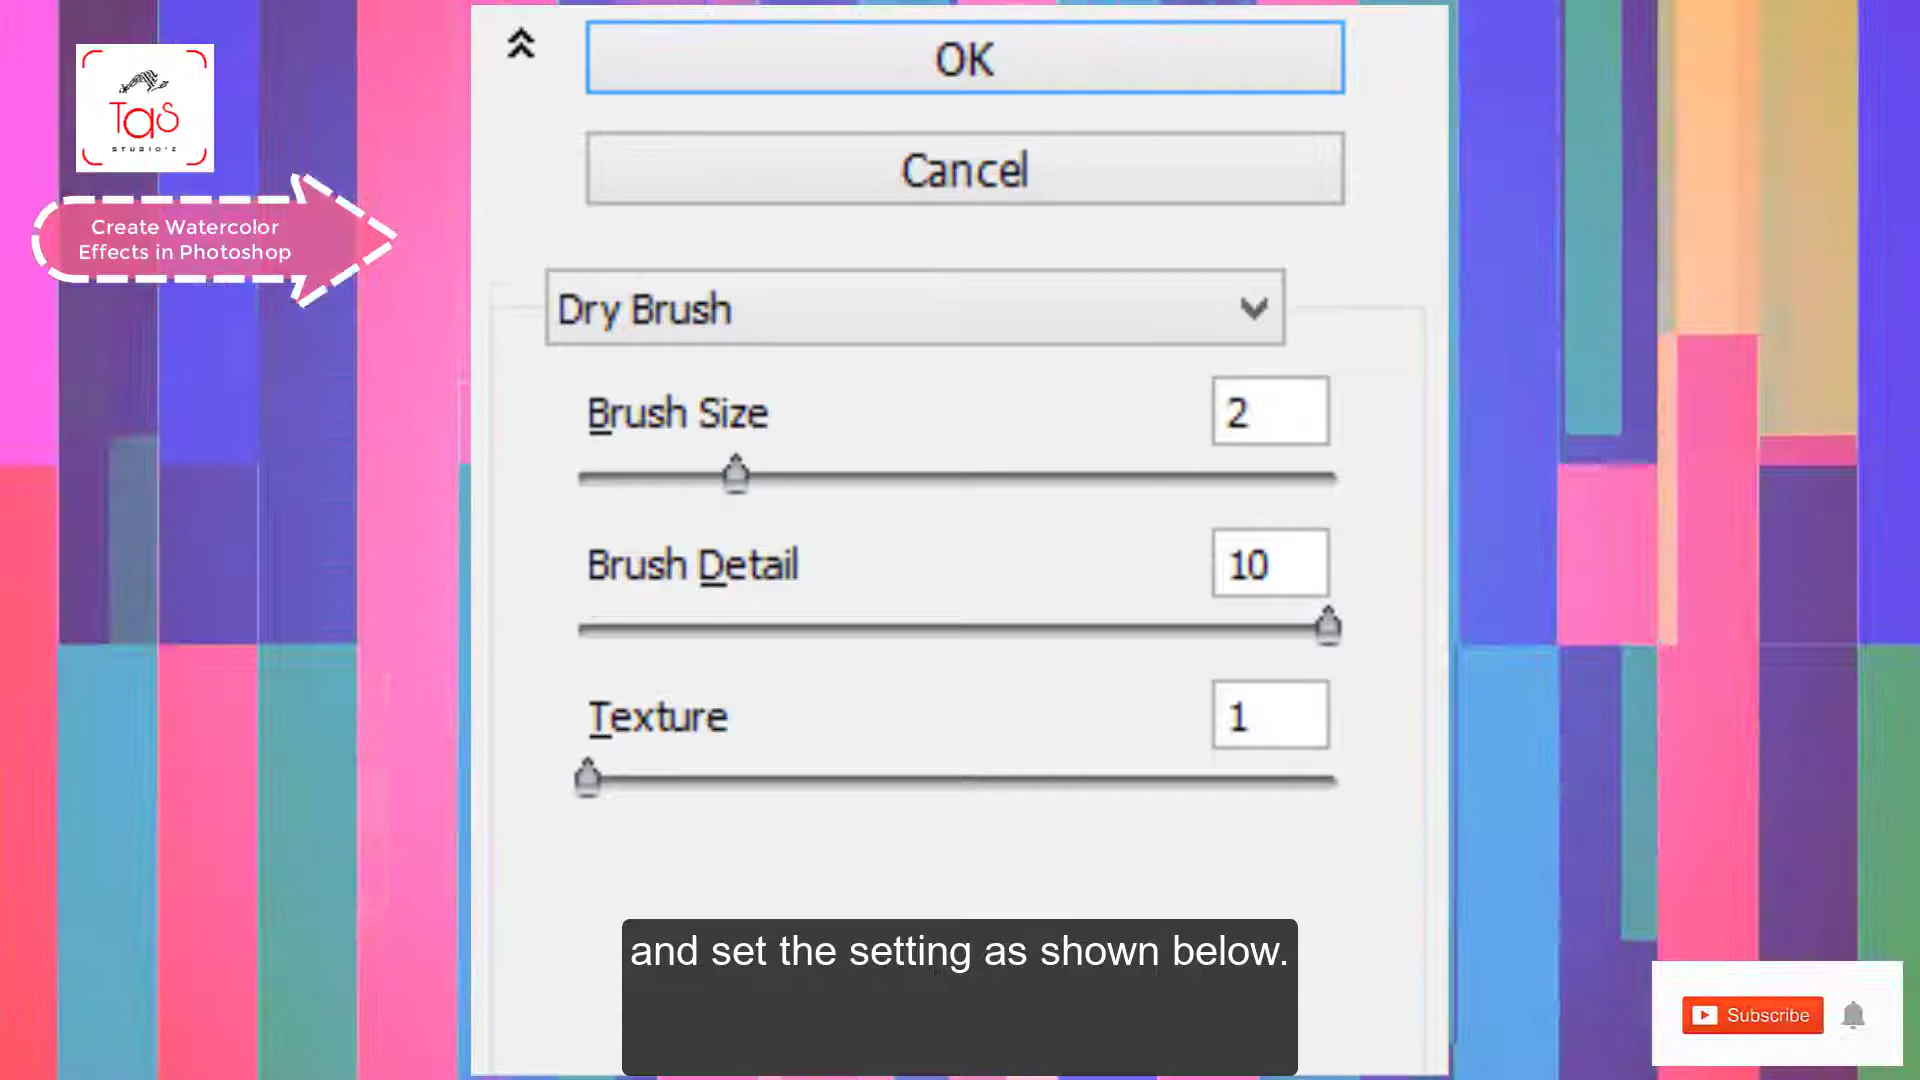 TaS
STUDIO'Z
Create Watercolor
Effects in Photoshop
OK
Cancel
Dry Brush
Brush Size
2
Brush Detail
10
Texture
1
and set the setting as shown below.
Subscribe